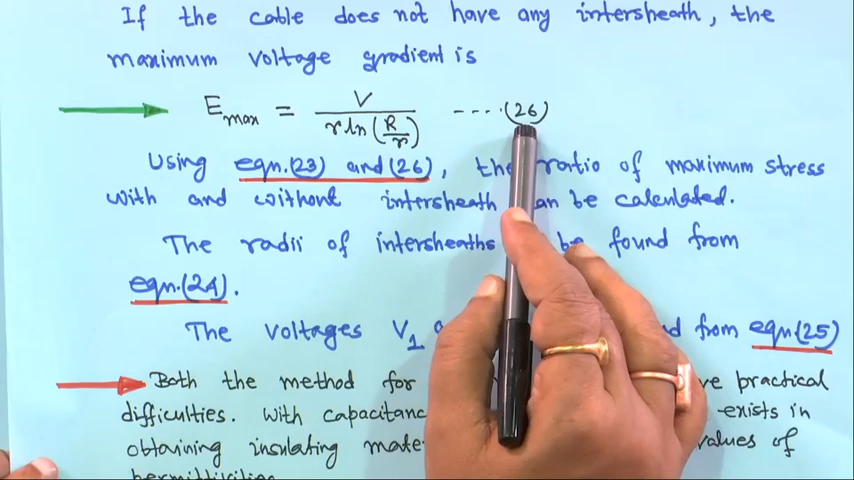 If the cable does not have any intersheath, the
maximum voltage gradient is
E_max = V / (r ln (R/r)) ----(26)
Using eqn.(23) and (26), the ratio of maximum stress
with and without intersheath can be calculated.
The radii of intersheaths be found from
eqn.(24).
The voltages V₁ from eqn(25)
Both the method for practical
difficulties. With exists in
obtaining insulating values of
permittivities